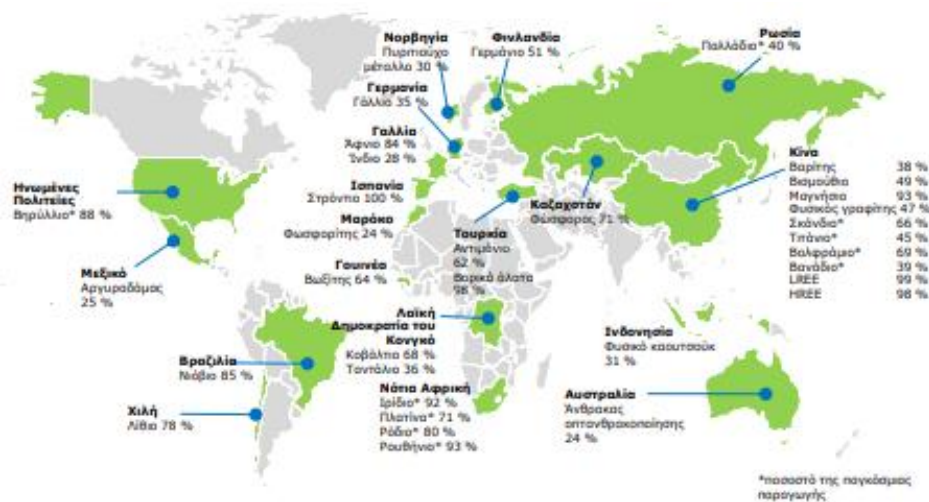 Νορβηγία
Πυριτιούχα
μέταλλα 30 %
Φινλανδία
Γερμάνιο 51 %
Ρωσία
Παλλάδιο* 40 %
Γερμανία
Γάλλιο 35 %
Γαλλία
Άφνιο 84 %
Ίνδιο 28 %
Ισπανία
Στρόντιο 100 %
Μαρόκο
Φωσφορίτης 24 %
Γουινέα
Βωξίτης 64 %
Καζαχστάν
Φώσφορος 71 %
Τουρκία
Αντιμόνιο
62 %
Βορικά άλατα
98 %
Κίνα
Βαρίτης 38 %
Βισμούθιο 49 %
Μαγνήσιο 93 %
Φυσικός γραφίτης 47 %
Σκάνδιο* 66 %
Τιτάνιο* 45 %
Βολφράμιο* 69 %
Βανάδιο* 39 %
LREE 99 %
HREE 98 %
Ηνωμένες
Πολιτείες
Βηρύλλιο* 88 %
Μεξικό
Αργυραδάμας
25 %
Λαϊκή
Δημοκρατία του
Κονγκό
Κοβάλτιο 68 %
Ταντάλιο 36 %
Βραζιλία
Νιόβιο 85 %
Χιλή
Λίθιο 78 %
Νότια Αφρική
Ιρίδιο* 92 %
Πλατίνα* 71 %
Ρόδιο* 80 %
Ρουθήνιο* 93 %
Ινδονησία
Φυσικό καουτσούκ
31 %
Αυστραλία
Άνθρακας
οπτανθρακοποίησης
24 %
*ποσοστό της παγκόσμιας
παραγωγής